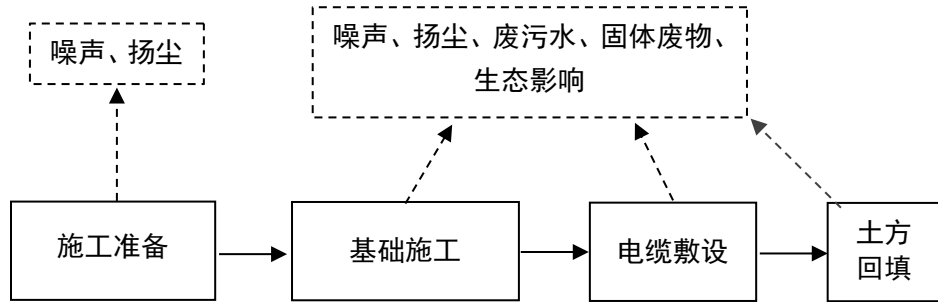 噪声、扬尘
噪声、扬尘、废污水、固体废物、
生态影响
施工准备
基础施工
电缆敷设
土方
回填